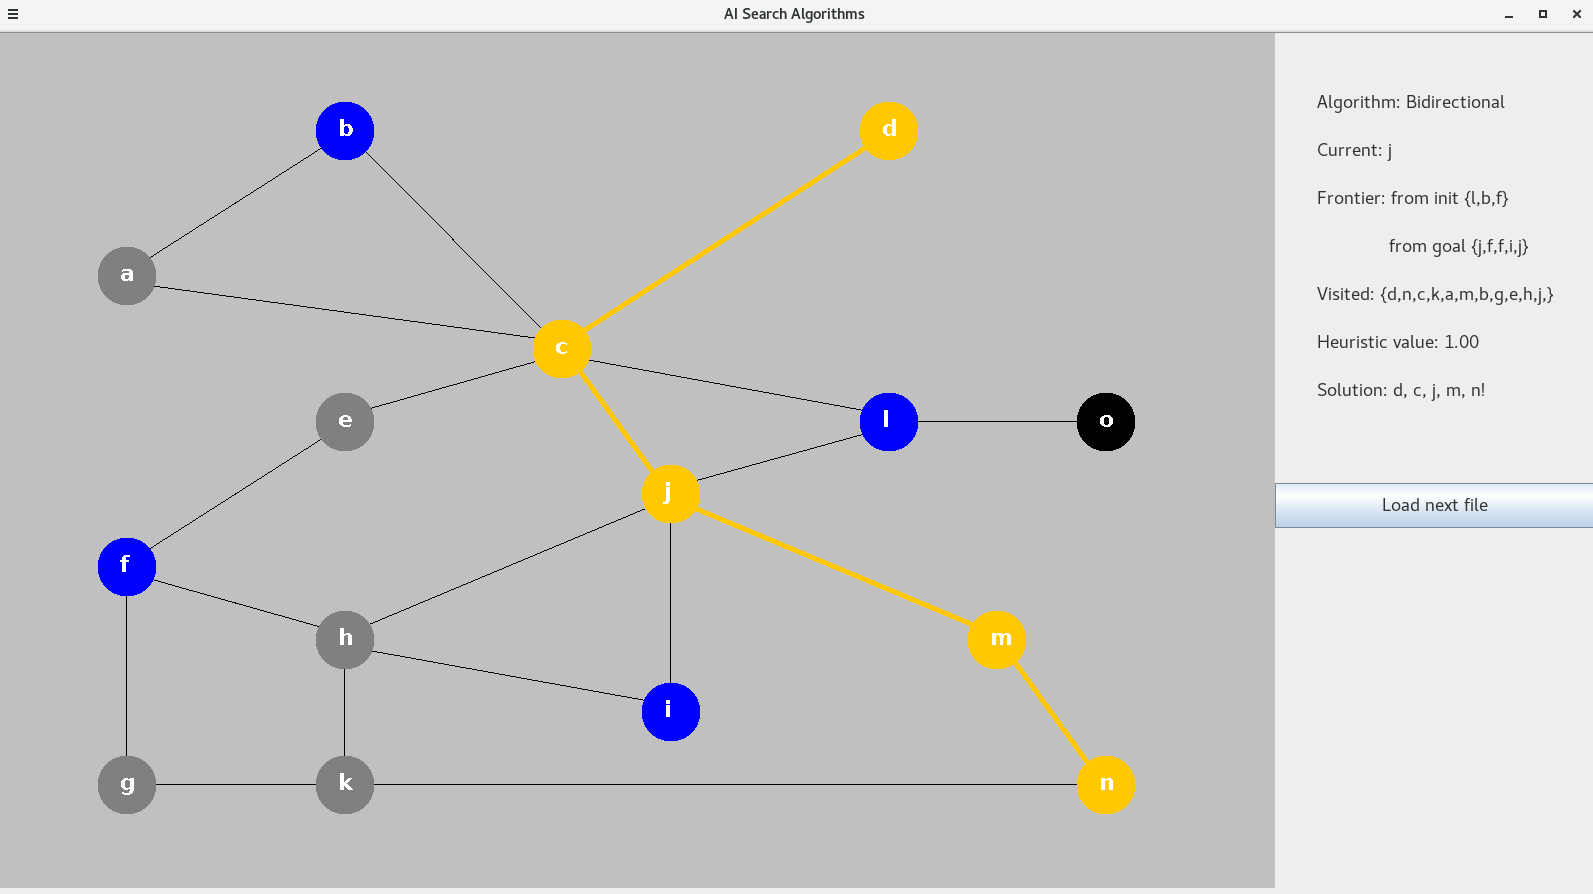 AI Search Algorithms
b
d
Algorithm: Bidirectional
Current: j
Frontier: from init {l,b,f}
from goal {j,f,f,i,j}
Visited: {d,n,c,k,a,m,b,g,e,h,j,}
Heuristic value: 1.00
Solution: d, c, j, m, n!
Load next file
a
c
e
l
o
j
f
h
m
i
g
k
n